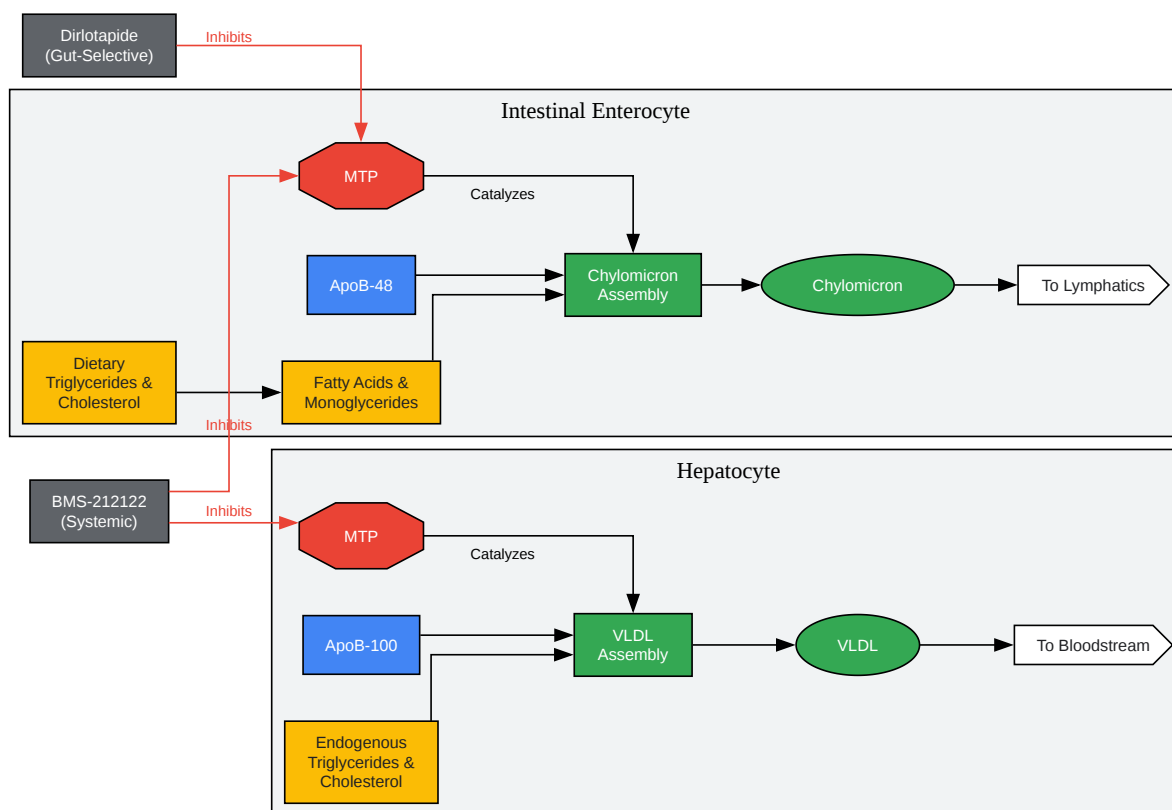 Dirlotapide
(Gut-Selective)
Inhibits
Intestinal Enterocyte
MTP
Catalyzes
ApoB-48
Chylomicron
Assembly
Chylomicron
To Lymphatics
Dietary
Triglycerides &
Cholesterol
Fatty Acids &
Monoglycerides
Inhibits
BMS-212122
(Systemic)
Inhibits
Hepatocyte
MTP
Catalyzes
ApoB-100
VLDL
Assembly
VLDL
To Bloodstream
Endogenous
Triglycerides &
Cholesterol